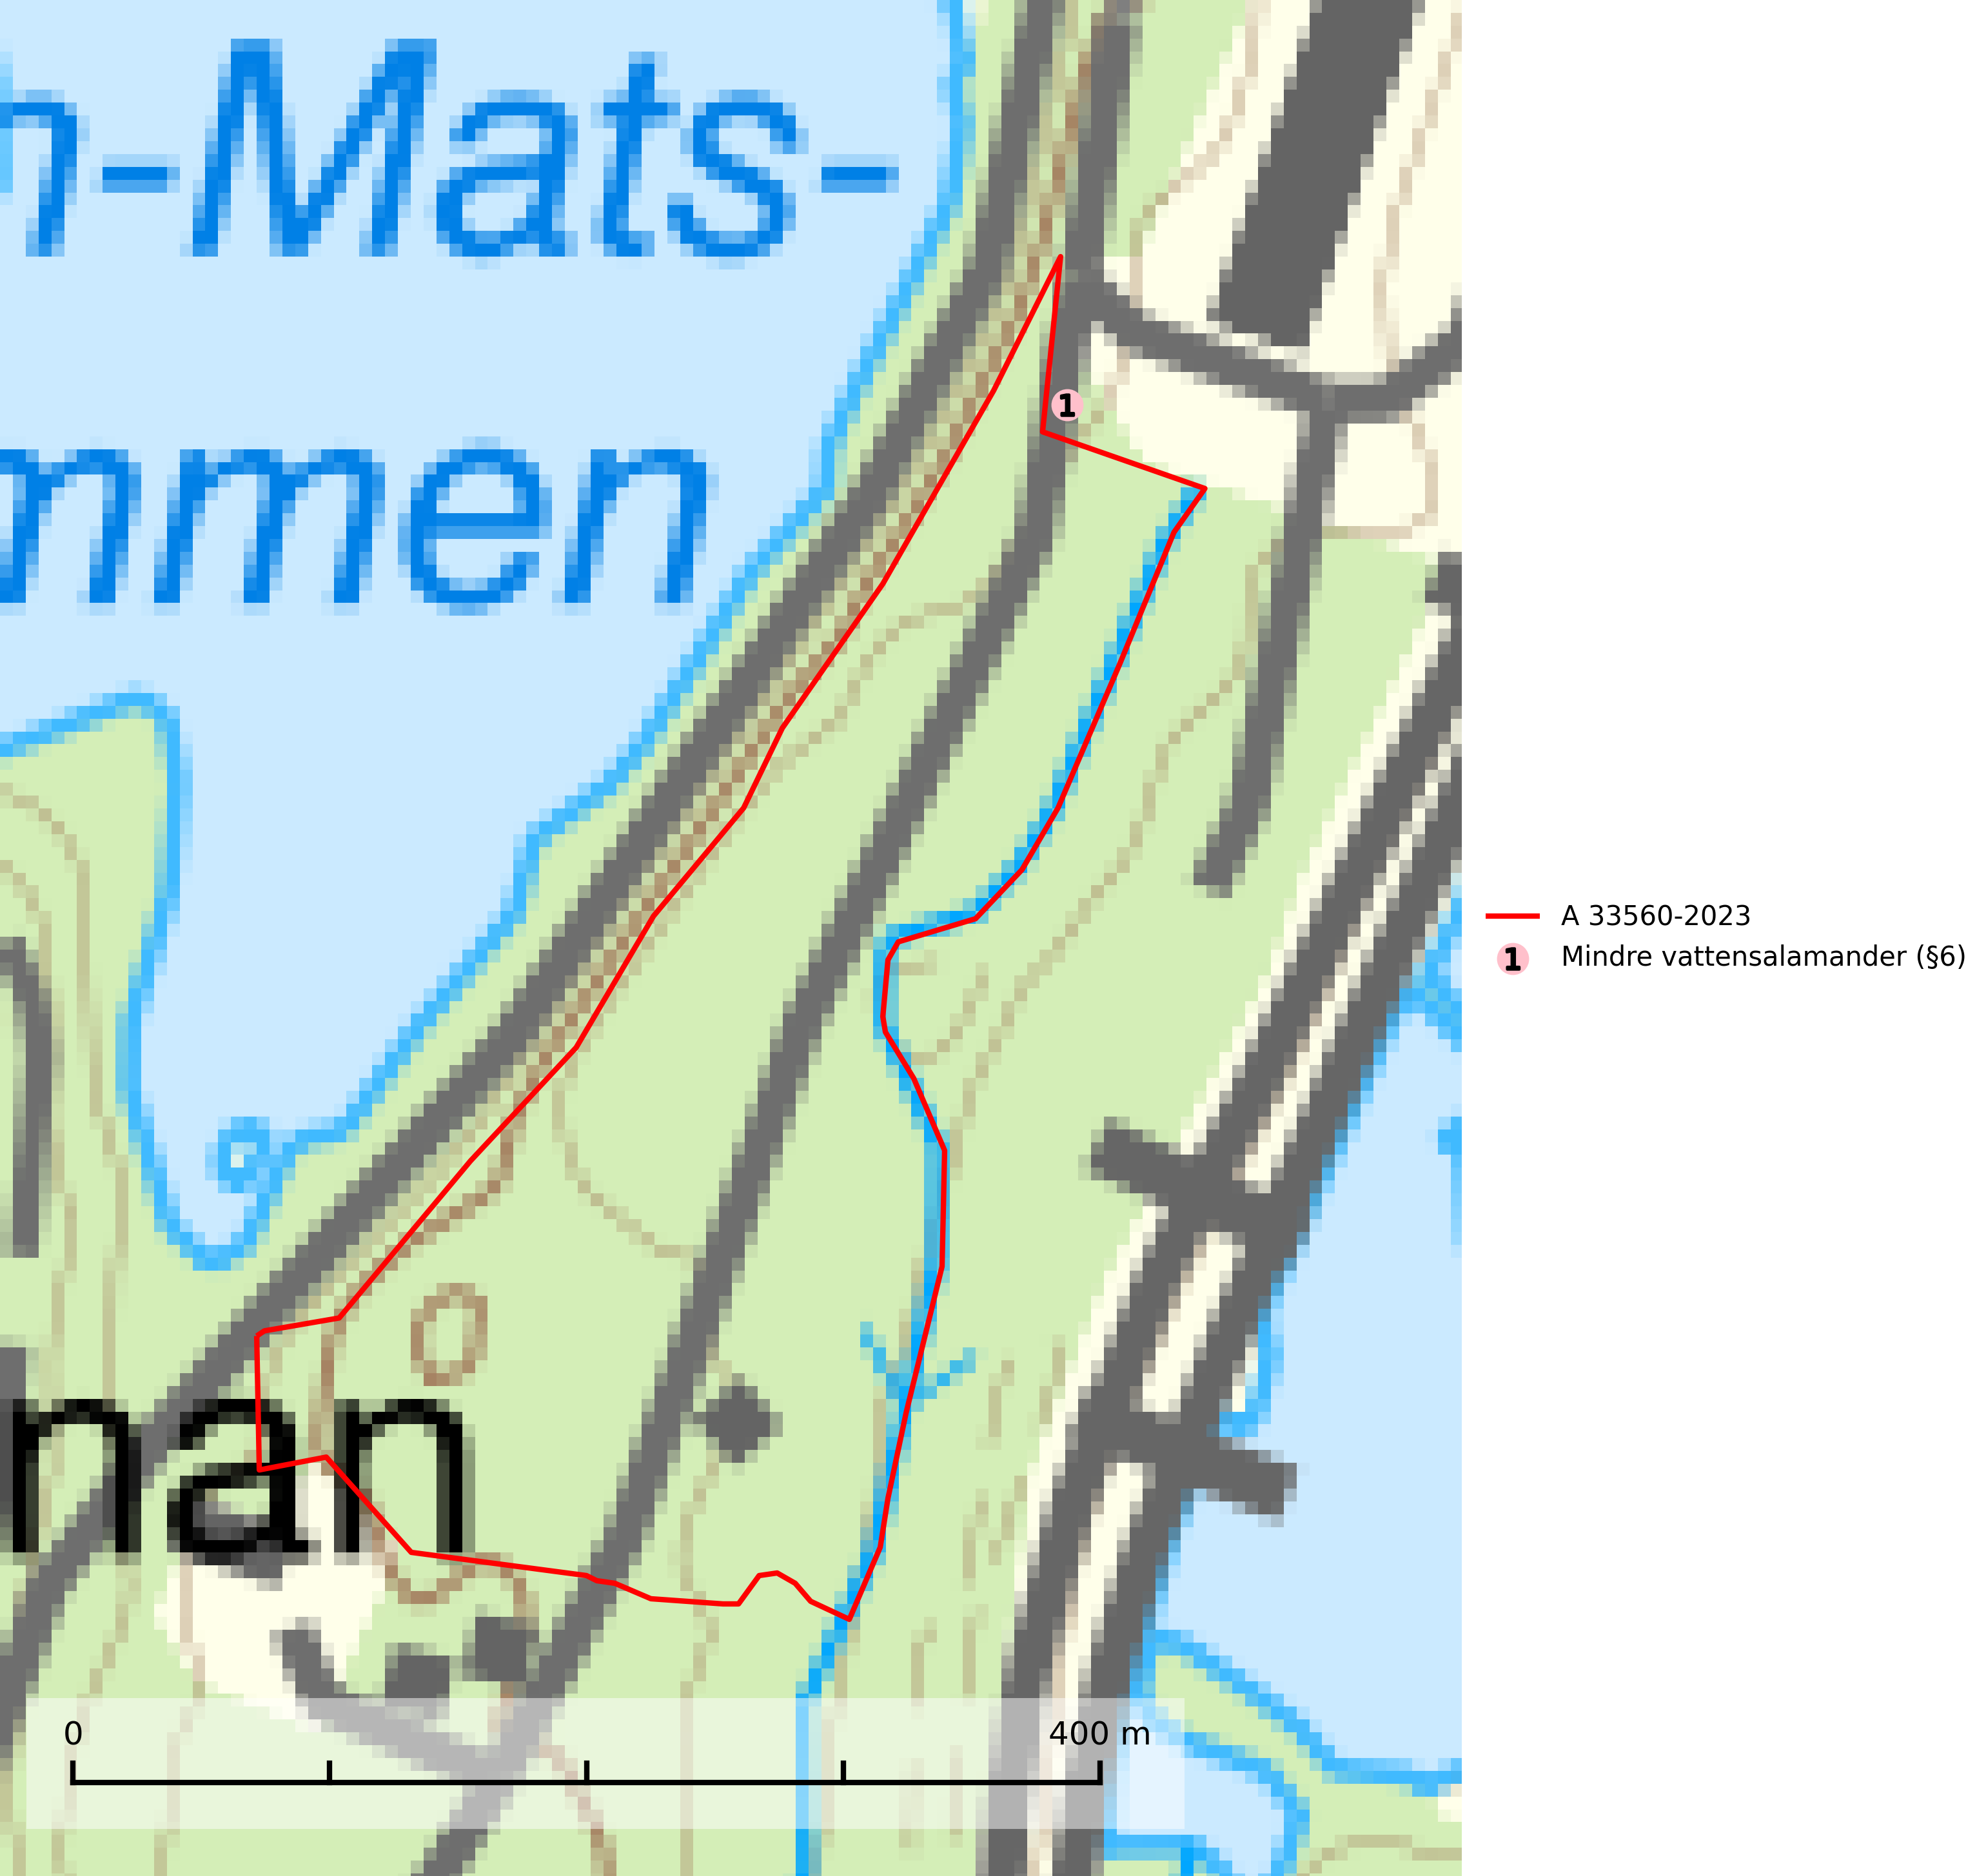 n-Mats-
mmen
1
A 33560-2023
1 Mindre vattensalamander (§6)
man
0 400 m